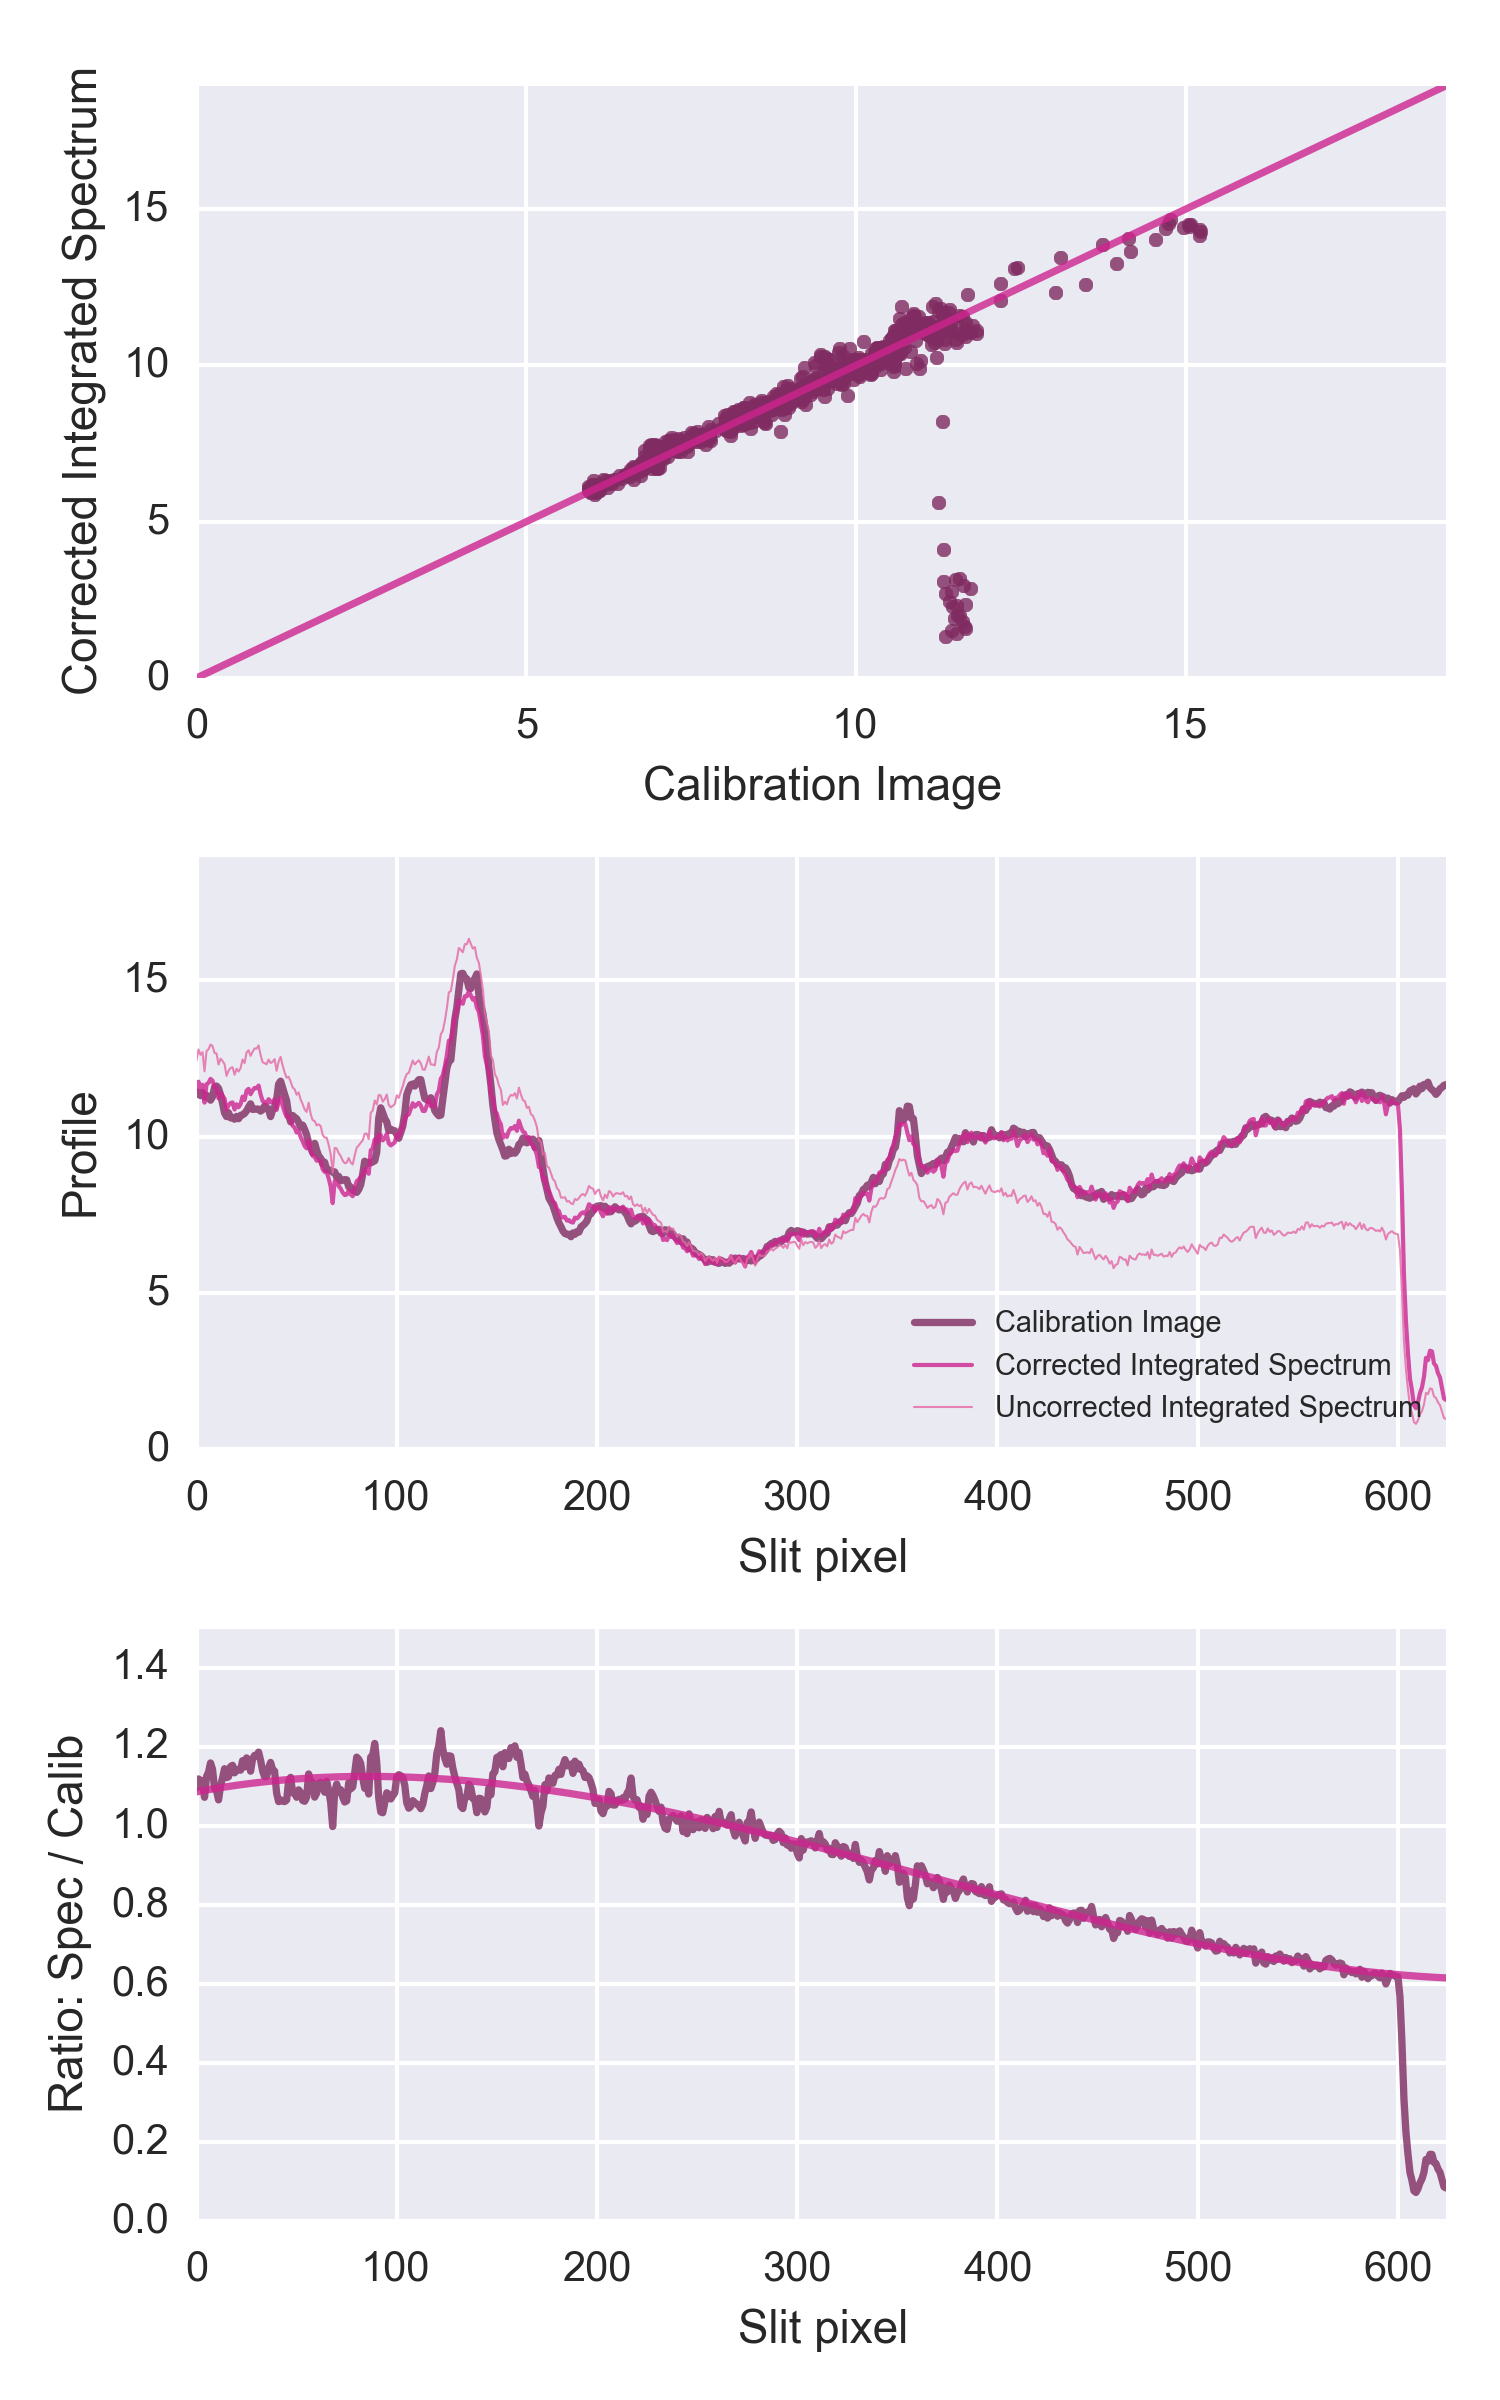 Corrected Integrated Spectrum
15
10
5
0
0 5 10 15
Calibration Image
Profile
15
10
5
0
Calibration Image
Corrected Integrated Spectrum
Uncorrected Integrated Spectrum
0 100 200 300 400 500 600
Slit pixel
Ratio: Spec / Calib
1.4
1.2
1.0
0.8
0.6
0.4
0.2
0.0
0 100 200 300 400 500 600
Slit pixel